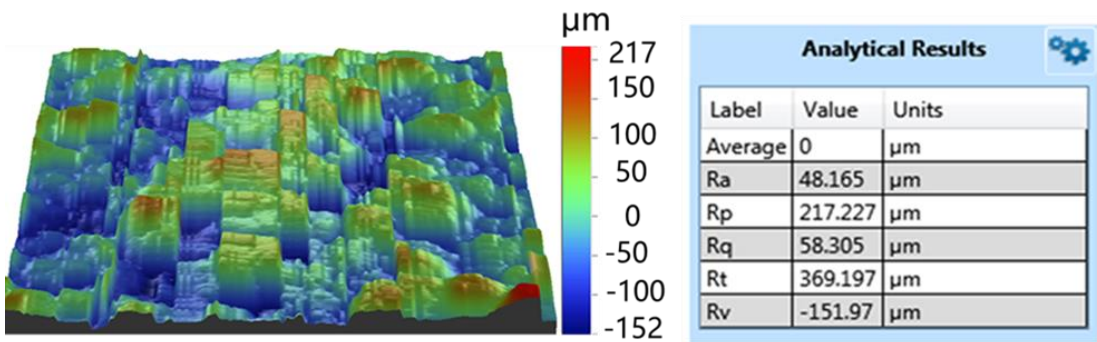 µm
217
150
100
50
0
-50
-100
-152
Analytical Results
Label Value Units
Average 0 µm
Ra 48.165 µm
Rp 217.227 µm
Rq 58.305 µm
Rt 369.197 µm
Rv -151.97 µm